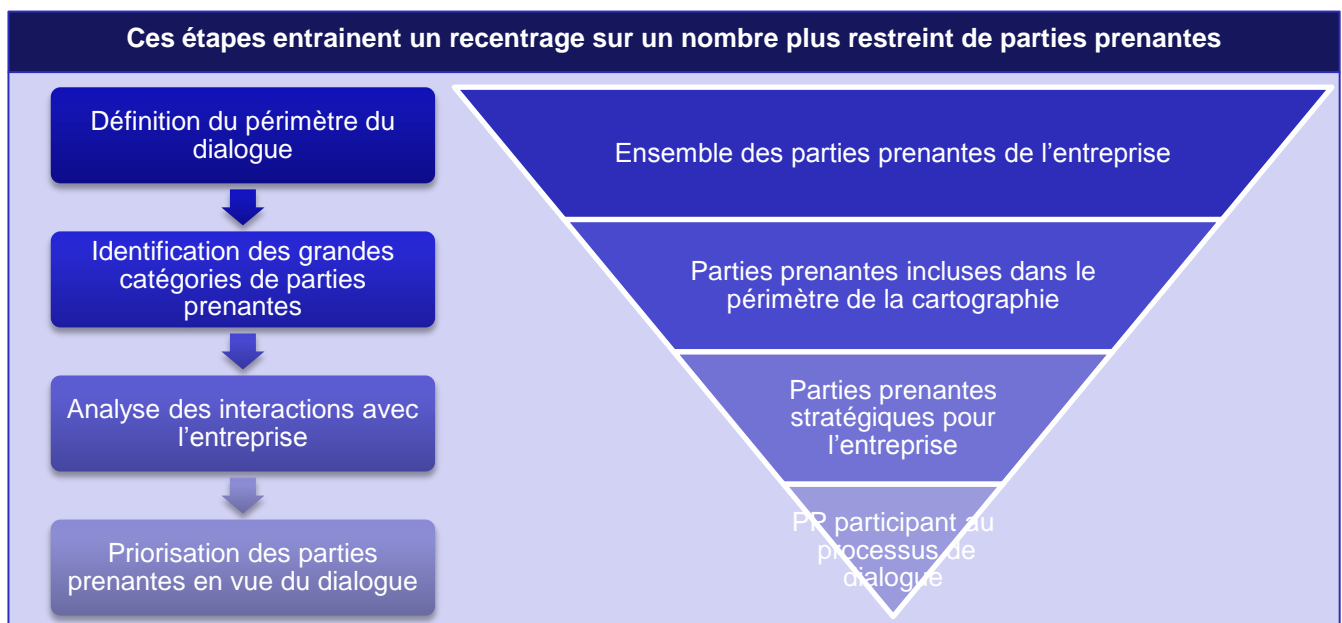 Ces étapes entrainent un recentrage sur un nombre plus restreint de parties prenantes
Définition du périmètre du
dialogue
Identification des grandes
catégories de parties
prenantes
Analyse des interactions avec
l’entreprise
Priorisation des parties
prenantes en vue du dialogue
Ensemble des parties prenantes de l’entreprise
Parties prenantes incluses dans le
périmètre de la cartographie
Parties prenantes
stratégiques pour
l’entreprise
PP participant au
processus de
dialogue